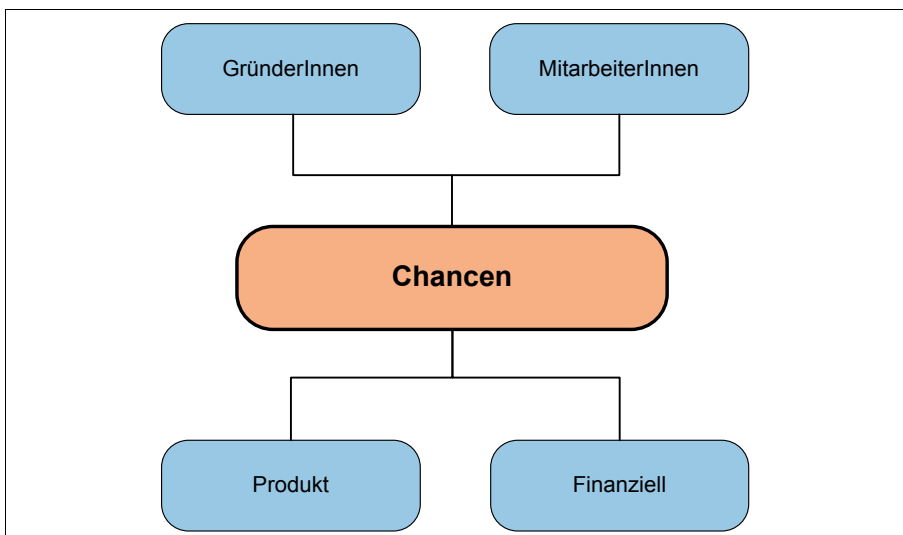 GründerInnen
MitarbeiterInnen
Chancen
Produkt
Finanziell